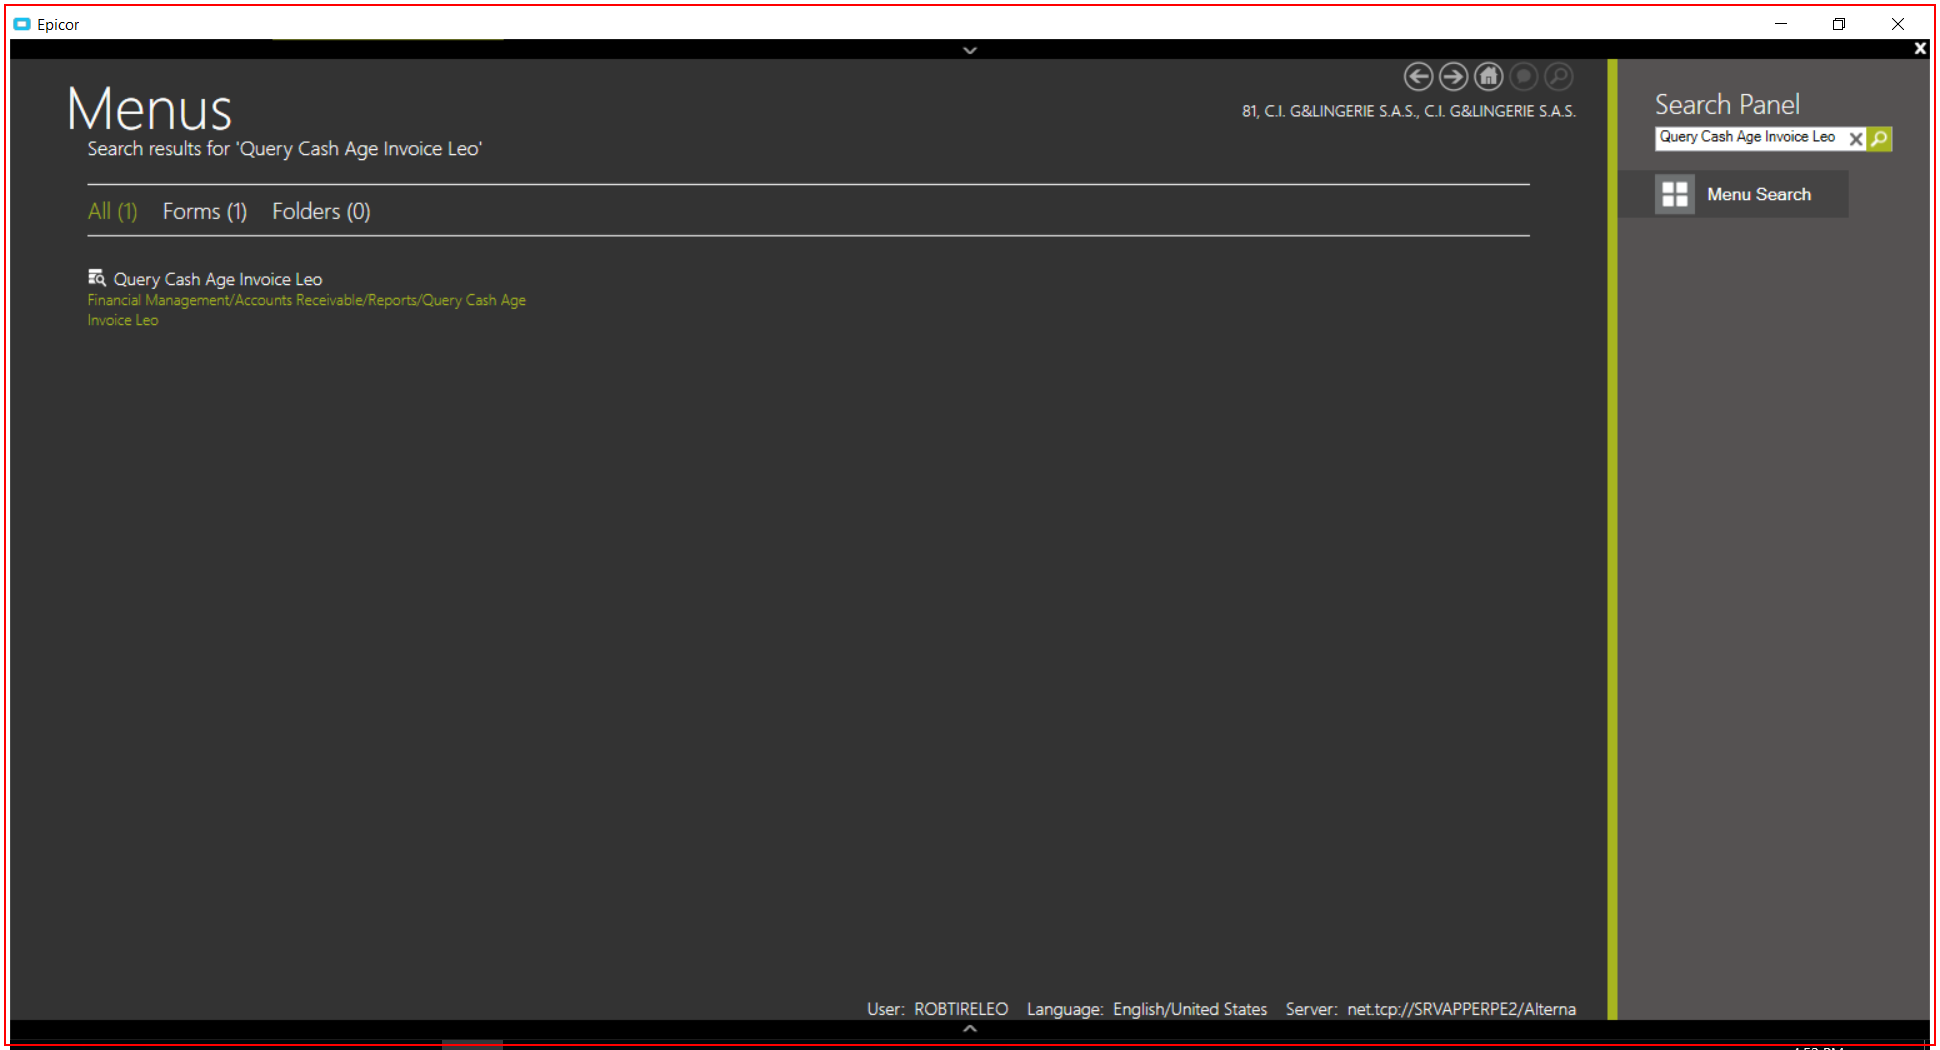 Epicor
Menus
Search results for 'Query Cash Age Invoice Leo'
81, C.I. G&LINGERIE S.A.S., C.I. G&LINGERIE S.A.S.
All (1) Forms (1) Folders (0)
Query Cash Age Invoice Leo
Financial Management/Accounts Receivable/Reports/Query Cash Age
Invoice Leo
Search Panel
Query Cash Age Invoice Leo
Menu Search
User: ROBTIRELEO Language: English/United States Server: net.tcp://SRVAPPERPE2/Alterna